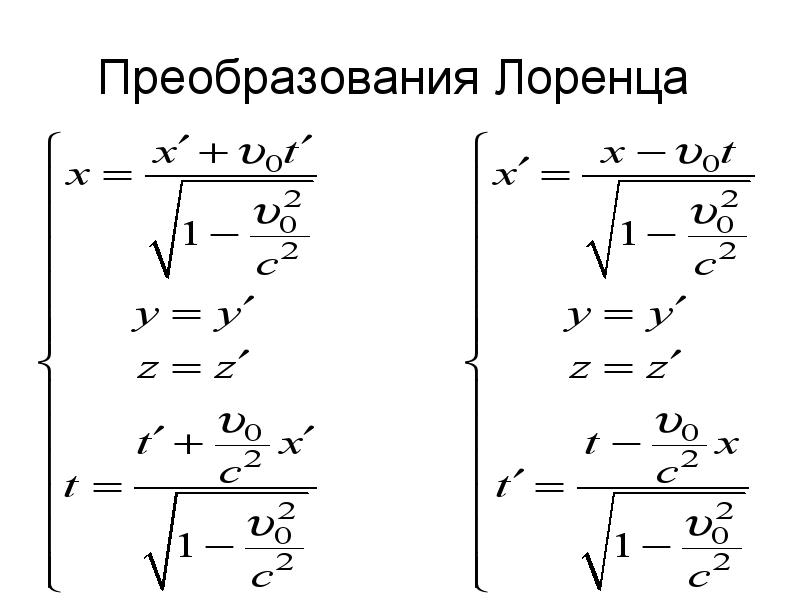 Преобразования Лоренца
x = (x′ + υ₀t′) / √(1 − υ₀²/c²)
y = y′
z = z′
t = (t′ + (υ₀/c²) x′) / √(1 − υ₀²/c²)
x′ = (x − υ₀t) / √(1 − υ₀²/c²)
y = y′
z = z′
t′ = (t − (υ₀/c²) x) / √(1 − υ₀²/c²)